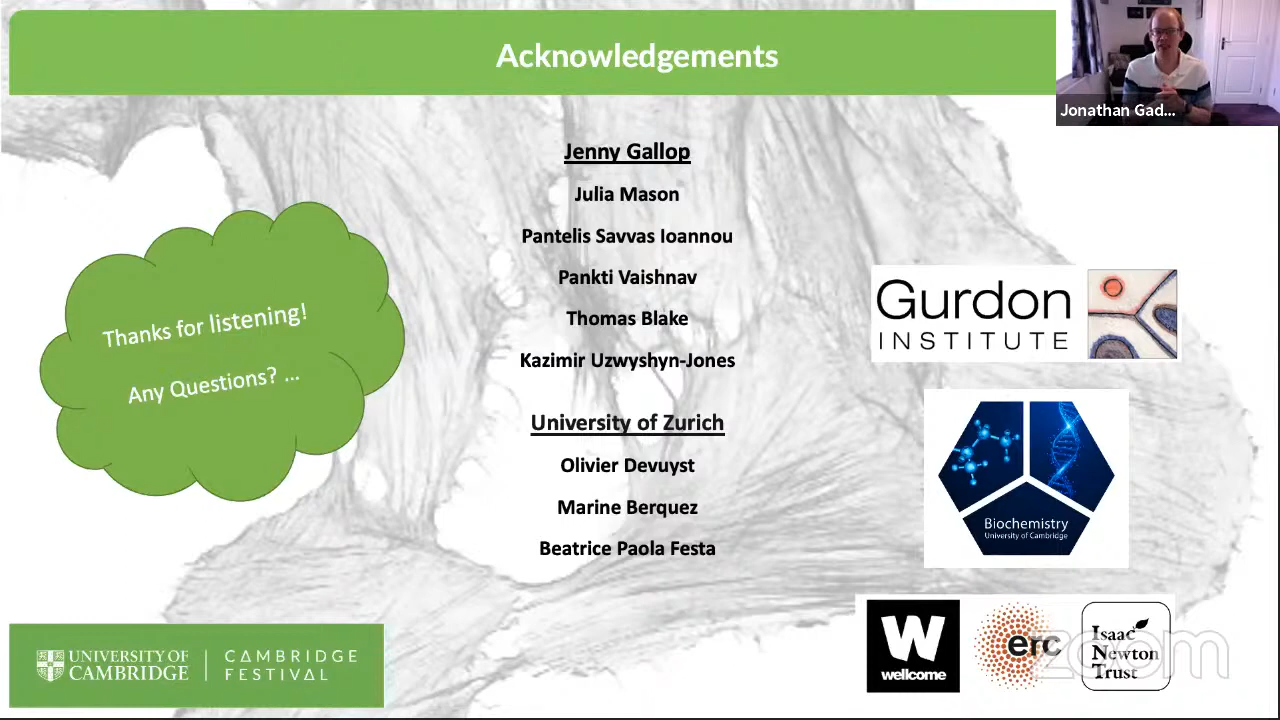 Acknowledgements
Jonathan Gad...
Jenny Gallop
Julia Mason
Pantelis Savvas Ioannou
Pankti Vaishnav
Thomas Blake
Kazimir Uzwyshyn-Jones
University of Zurich
Olivier Devuyst
Marine Berquez
Beatrice Paola Festa
Thanks for listening!
Any Questions? ...
Gurdon
INSTITUTE
Biochemistry
University of Cambridge
W
wellcome
erc
Isaac
Newton
Trust
zoom
UNIVERSITY OF
CAMBRIDGE
CAMBRIDGE
FESTIVAL